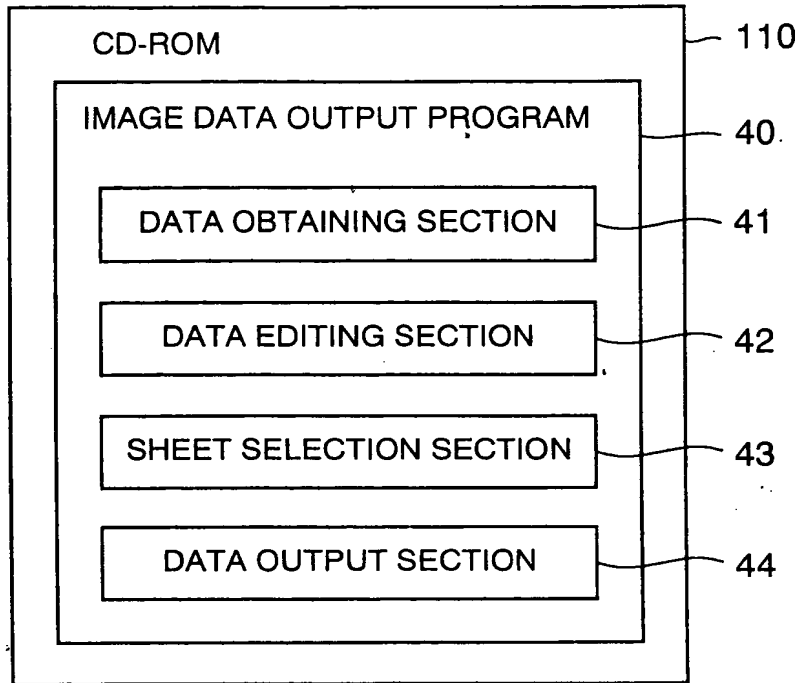 CD-ROM 110
IMAGE DATA OUTPUT PROGRAM 40
DATA OBTAINING SECTION 41
DATA EDITING SECTION 42
SHEET SELECTION SECTION 43
DATA OUTPUT SECTION 44